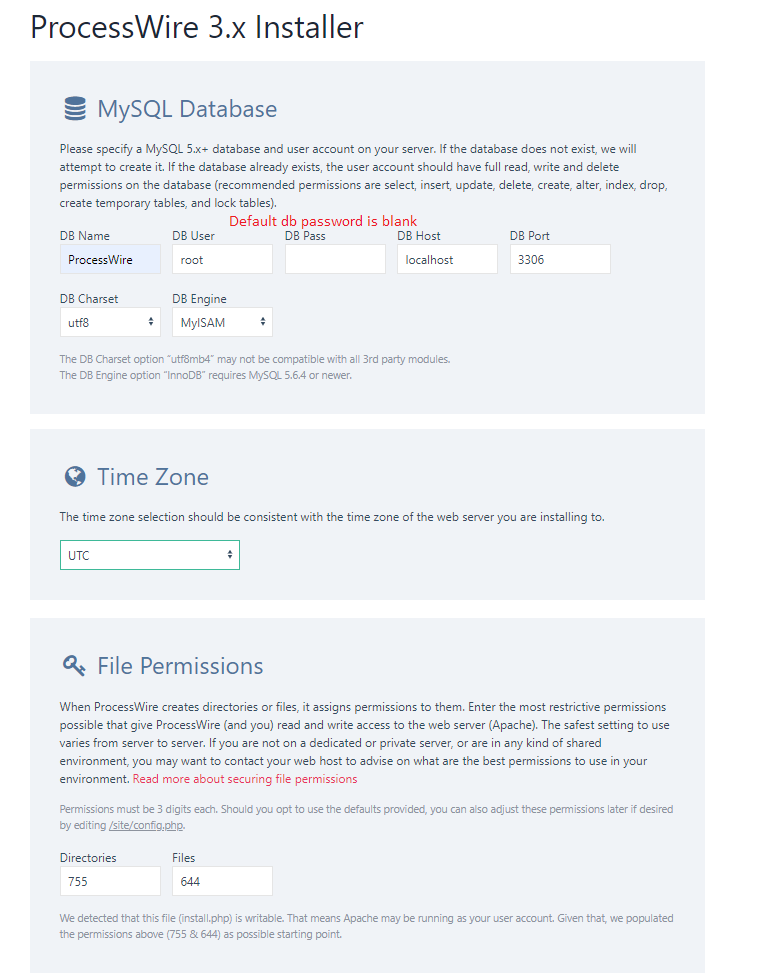 ProcessWire 3.x Installer
MySQL Database
Please specify a MySQL 5.x+ database and user account on your server. If the database does not exist, we will
attempt to create it. If the database already exists, the user account should have full read, write and delete
permissions on the database (recommended permissions are select, insert, update, delete, create, alter, index, drop,
create temporary tables, and lock tables).
Default db password is blank
DB Name DB User DB Pass DB Host DB Port
ProcessWire root localhost 3306
DB Charset DB Engine
utf8 MyISAM
The DB Charset option "utf8mb4" may not be compatible with all 3rd party modules.
The DB Engine option "InnoDB" requires MySQL 5.6.4 or newer.
Time Zone
The time zone selection should be consistent with the time zone of the web server you are installing to.
UTC
File Permissions
When ProcessWire creates directories or files, it assigns permissions to them. Enter the most restrictive permissions
possible that give ProcessWire (and you) read and write access to the web server (Apache). The safest setting to use
varies from server to server. If you are not on a dedicated or private server, or are in any kind of shared
environment, you may want to contact your web host to advise on what are the best permissions to use in your
environment. Read more about securing file permissions
Permissions must be 3 digits each. Should you opt to use the defaults provided, you can also adjust these permissions later if desired
by editing /site/config.php.
Directories Files
755 644
We detected that this file (install.php) is writable. That means Apache may be running as your user account. Given that, we populated
the permissions above (755 & 644) as possible starting point.